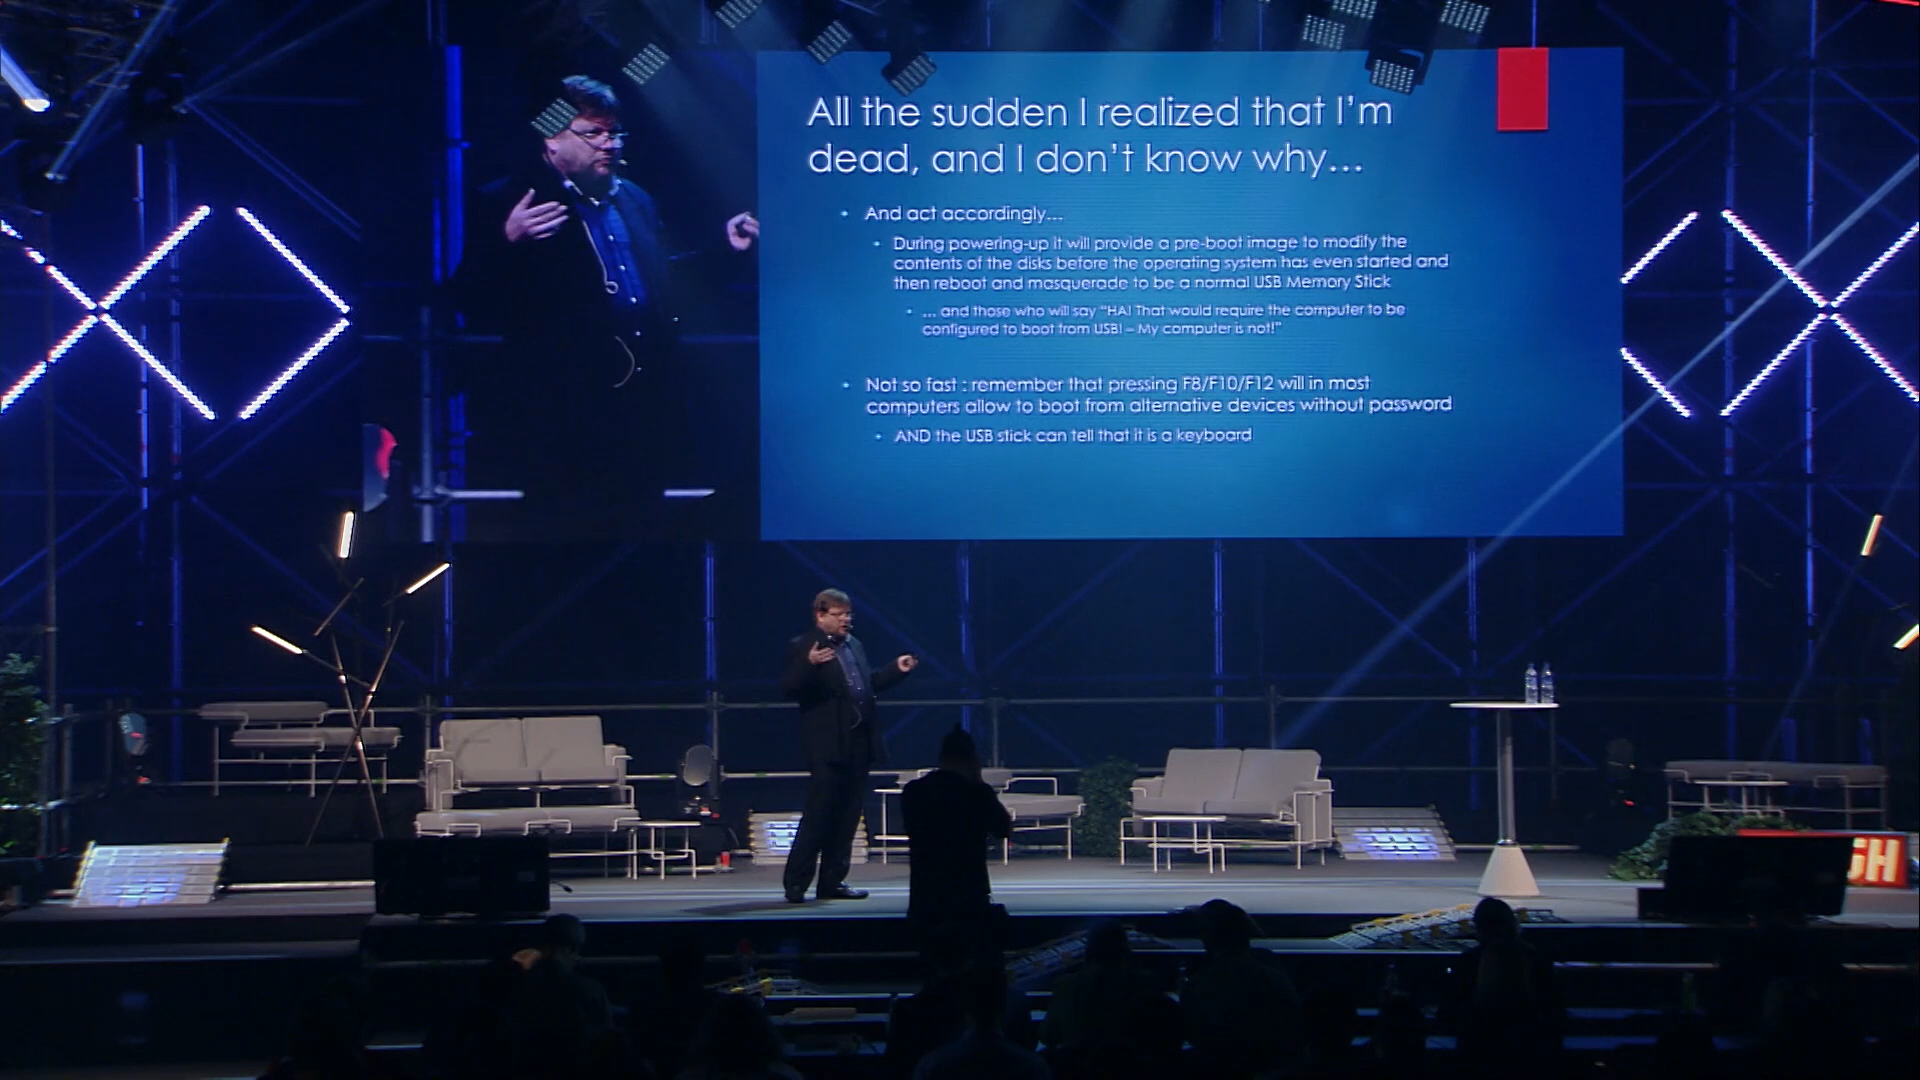 All the sudden I realized that I'm
dead, and I don't know why...
And act accordingly...
During powering-up it will provide a pre-boot image to modify the
contents of the disks before the operating system has even started and
then reboot and masquerade to be a normal USB Memory Stick
... and those who will say "HA! That would require the computer to be
configured to boot from USB! – My computer is not!"
Not so fast : remember that pressing F8/F10/F12 will in most
computers allow to boot from alternative devices without password
AND the USB stick can tell that it is a keyboard
GH